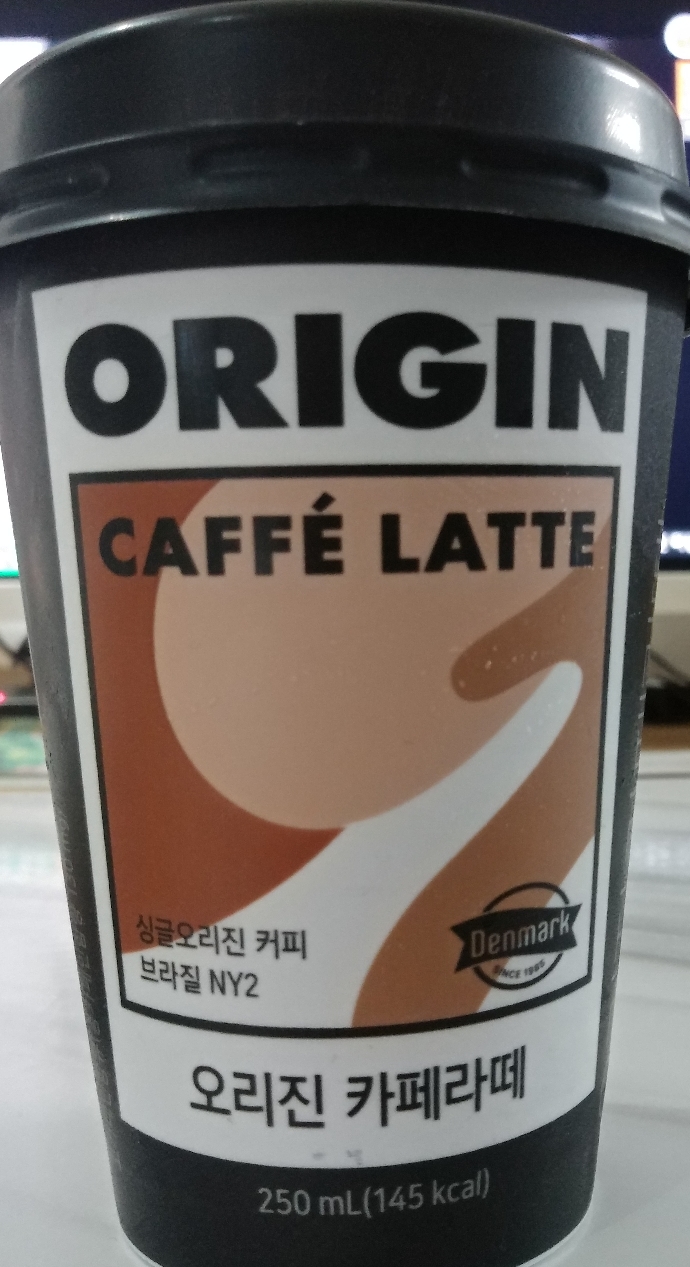 ORIGIN
CAFFÉ LATTE
싱글오리진 커피
브라질 NY2
Denmark
SINCE 1985
오리진 카페라떼
250 mL(145 kcal)